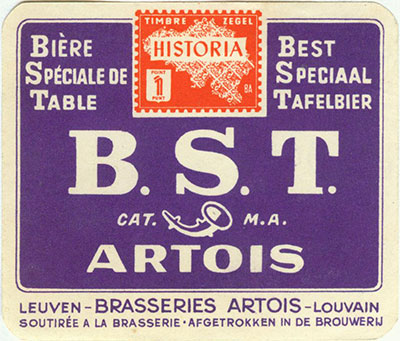 TIMBRE ZEGEL
HISTORIA
POINT
1
PUNT
BA
BIÈRE
SPÉCIALE DE
TABLE
BEST
SPECIAAL
TAFELBIER
B. S. T.
CAT. M.A.
ARTOIS
LEUVEN - BRASSERIES ARTOIS - LOUVAIN
SOUTIRÉE A LA BRASSERIE · AFGETROKKEN IN DE BROUWERIJ